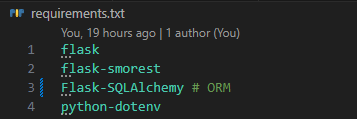 requirements.txt
You, 19 hours ago | 1 author (You)
1 flask
2 flask-smorest
3 Flask-SQLAlchemy # ORM
4 python-dotenv